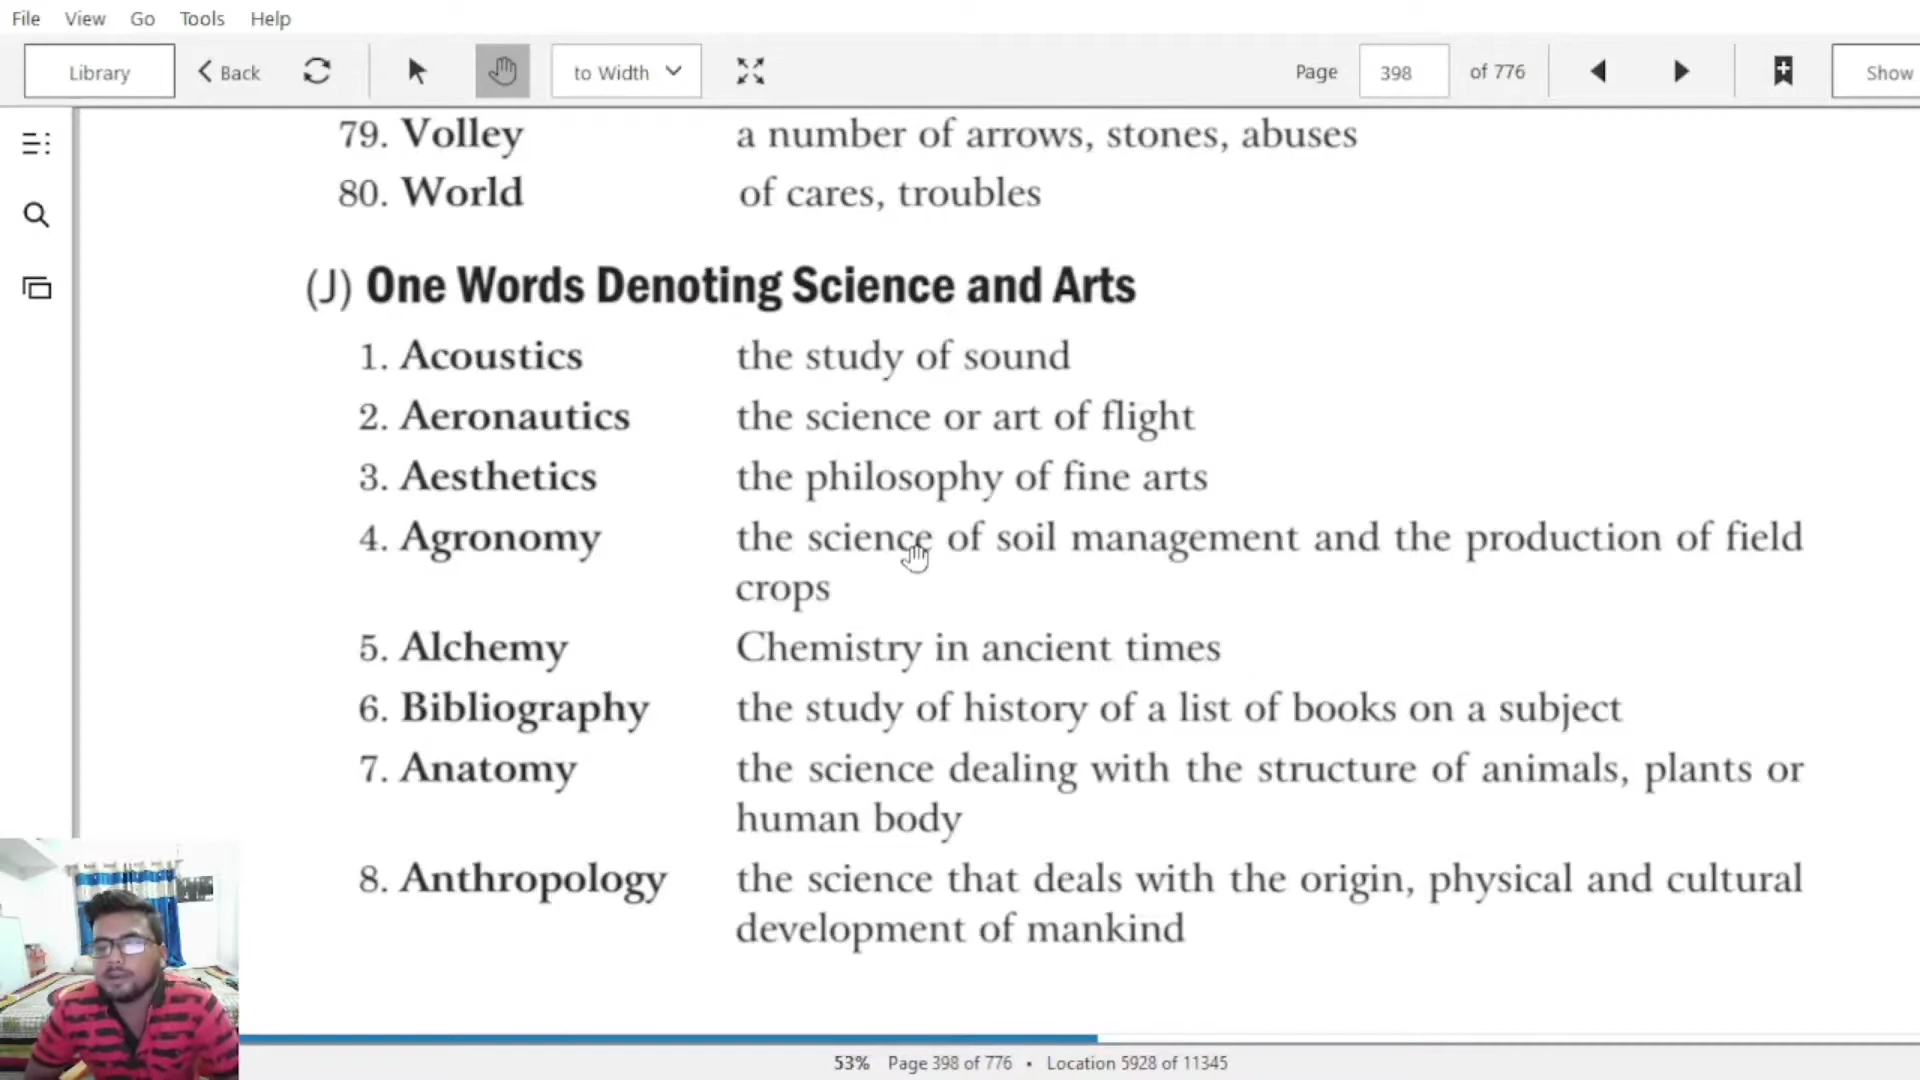 File View Go Tools Help
Library Back to Width Page 398 of 776 Show
79. Volley a number of arrows, stones, abuses
80. World of cares, troubles
(J) One Words Denoting Science and Arts
1. Acoustics the study of sound
2. Aeronautics the science or art of flight
3. Aesthetics the philosophy of fine arts
4. Agronomy the science of soil management and the production of field
crops
5. Alchemy Chemistry in ancient times
6. Bibliography the study of history of a list of books on a subject
7. Anatomy the science dealing with the structure of animals, plants or
human body
8. Anthropology the science that deals with the origin, physical and cultural
development of mankind
53% Page 398 of 776 • Location 5928 of 11345